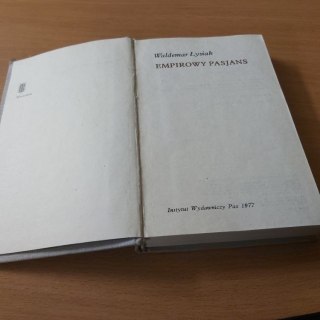 Waldemar Łysiak
EMPIROWY PASJANS
Instytut Wydawniczy Pax 1977